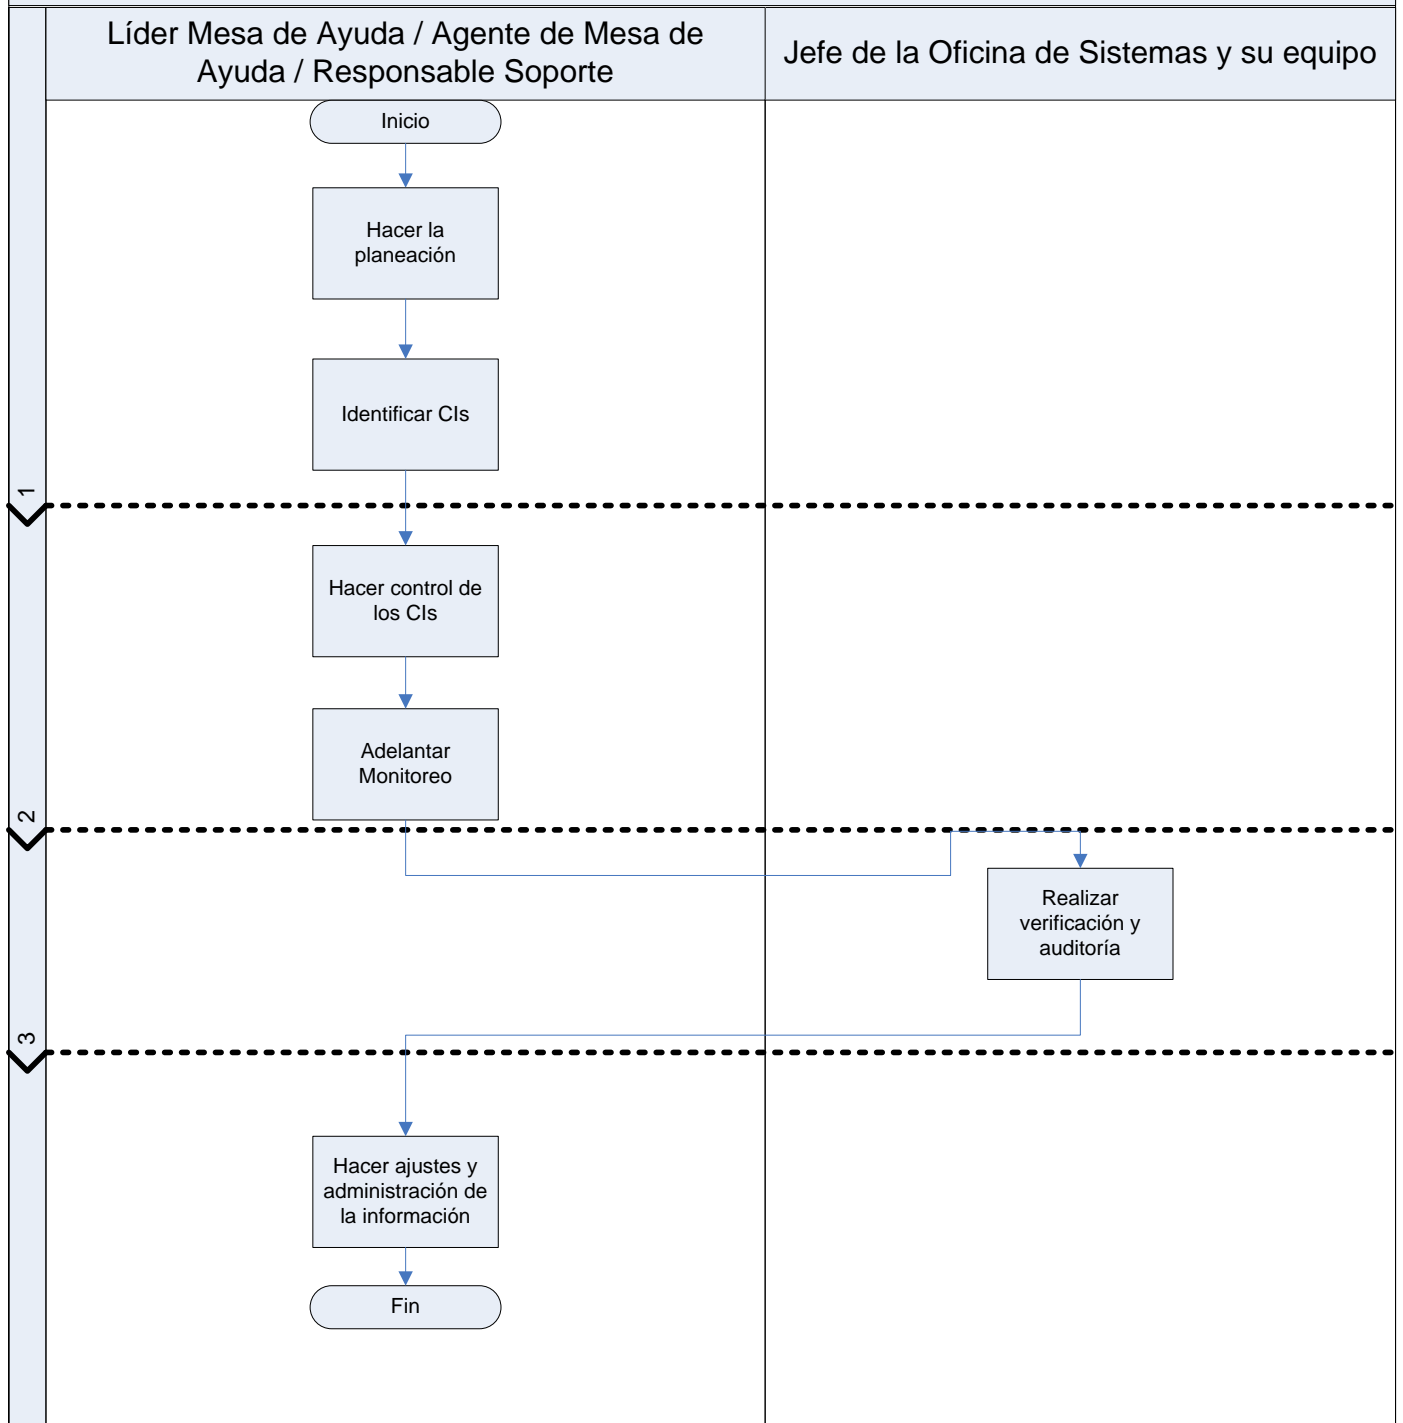 Líder Mesa de Ayuda / Agente de Mesa de
Ayuda / Responsable Soporte
Jefe de la Oficina de Sistemas y su equipo
Inicio
Hacer la
planeación
Identificar CIs
1
Hacer control de
los CIs
Adelantar
Monitoreo
2
Realizar
verificación y
auditoría
3
Hacer ajustes y
administración de
la información
Fin